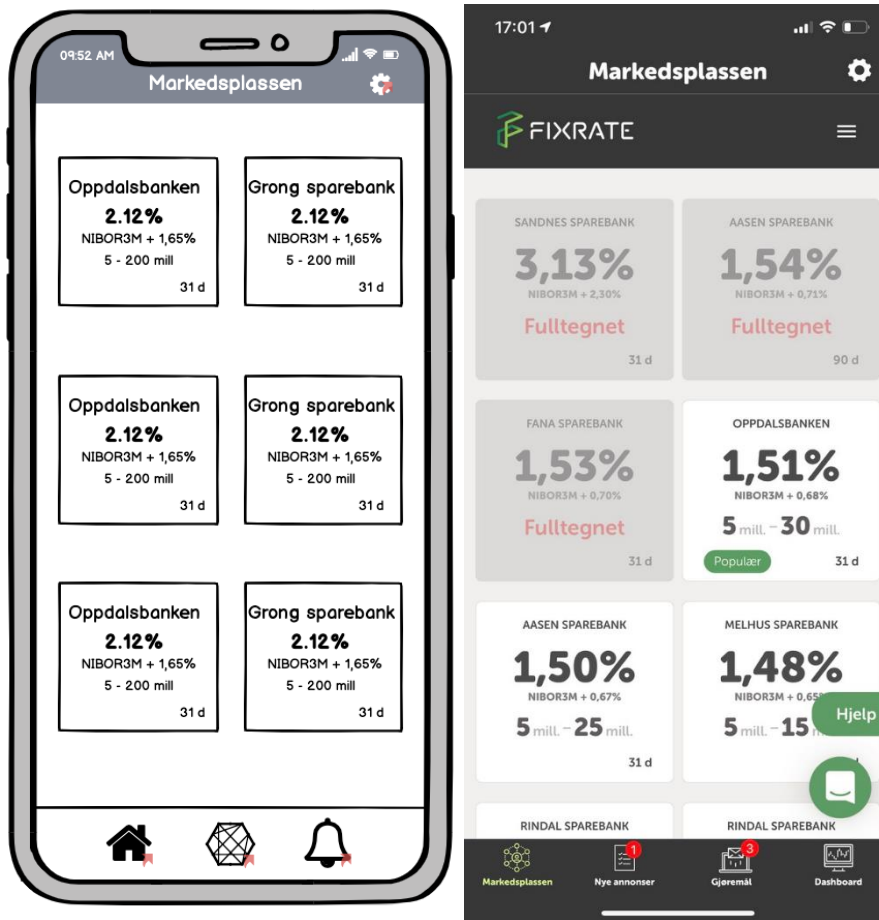 09:52 AM
Markedsplassen
Oppdalsbanken
2.12%
NIBOR3M + 1,65%
5 - 200 mill
31 d
Grong sparebank
2.12%
NIBOR3M + 1,65%
5 - 200 mill
31 d
Oppdalsbanken
2.12%
NIBOR3M + 1,65%
5 - 200 mill
31 d
Grong sparebank
2.12%
NIBOR3M + 1,65%
5 - 200 mill
31 d
Oppdalsbanken
2.12%
NIBOR3M + 1,65%
5 - 200 mill
31 d
Grong sparebank
2.12%
NIBOR3M + 1,65%
5 - 200 mill
31 d
17:01
Markedsplassen
FIXRATE
SANDNES SPAREBANK
3,13%
NIBOR3M + 2,30%
Fulltegnet
31 d
AASEN SPAREBANK
1,54%
NIBOR3M + 0,71%
Fulltegnet
90 d
FANA SPAREBANK
1,53%
NIBOR3M + 0,70%
Fulltegnet
31 d
OPPDALSBANKEN
1,51%
NIBOR3M + 0,68%
5 mill. – 30 mill.
Populær 31 d
AASEN SPAREBANK
1,50%
NIBOR3M + 0,67%
5 mill. – 25 mill.
31 d
MELHUS SPAREBANK
1,48%
NIBOR3M + 0,65%
5 mill. – 15
Hjelp
RINDAL SPAREBANK
RINDAL SPAREBANK
1
3
Markedsplassen
Nye annonser
Gjøremål
Dashboard